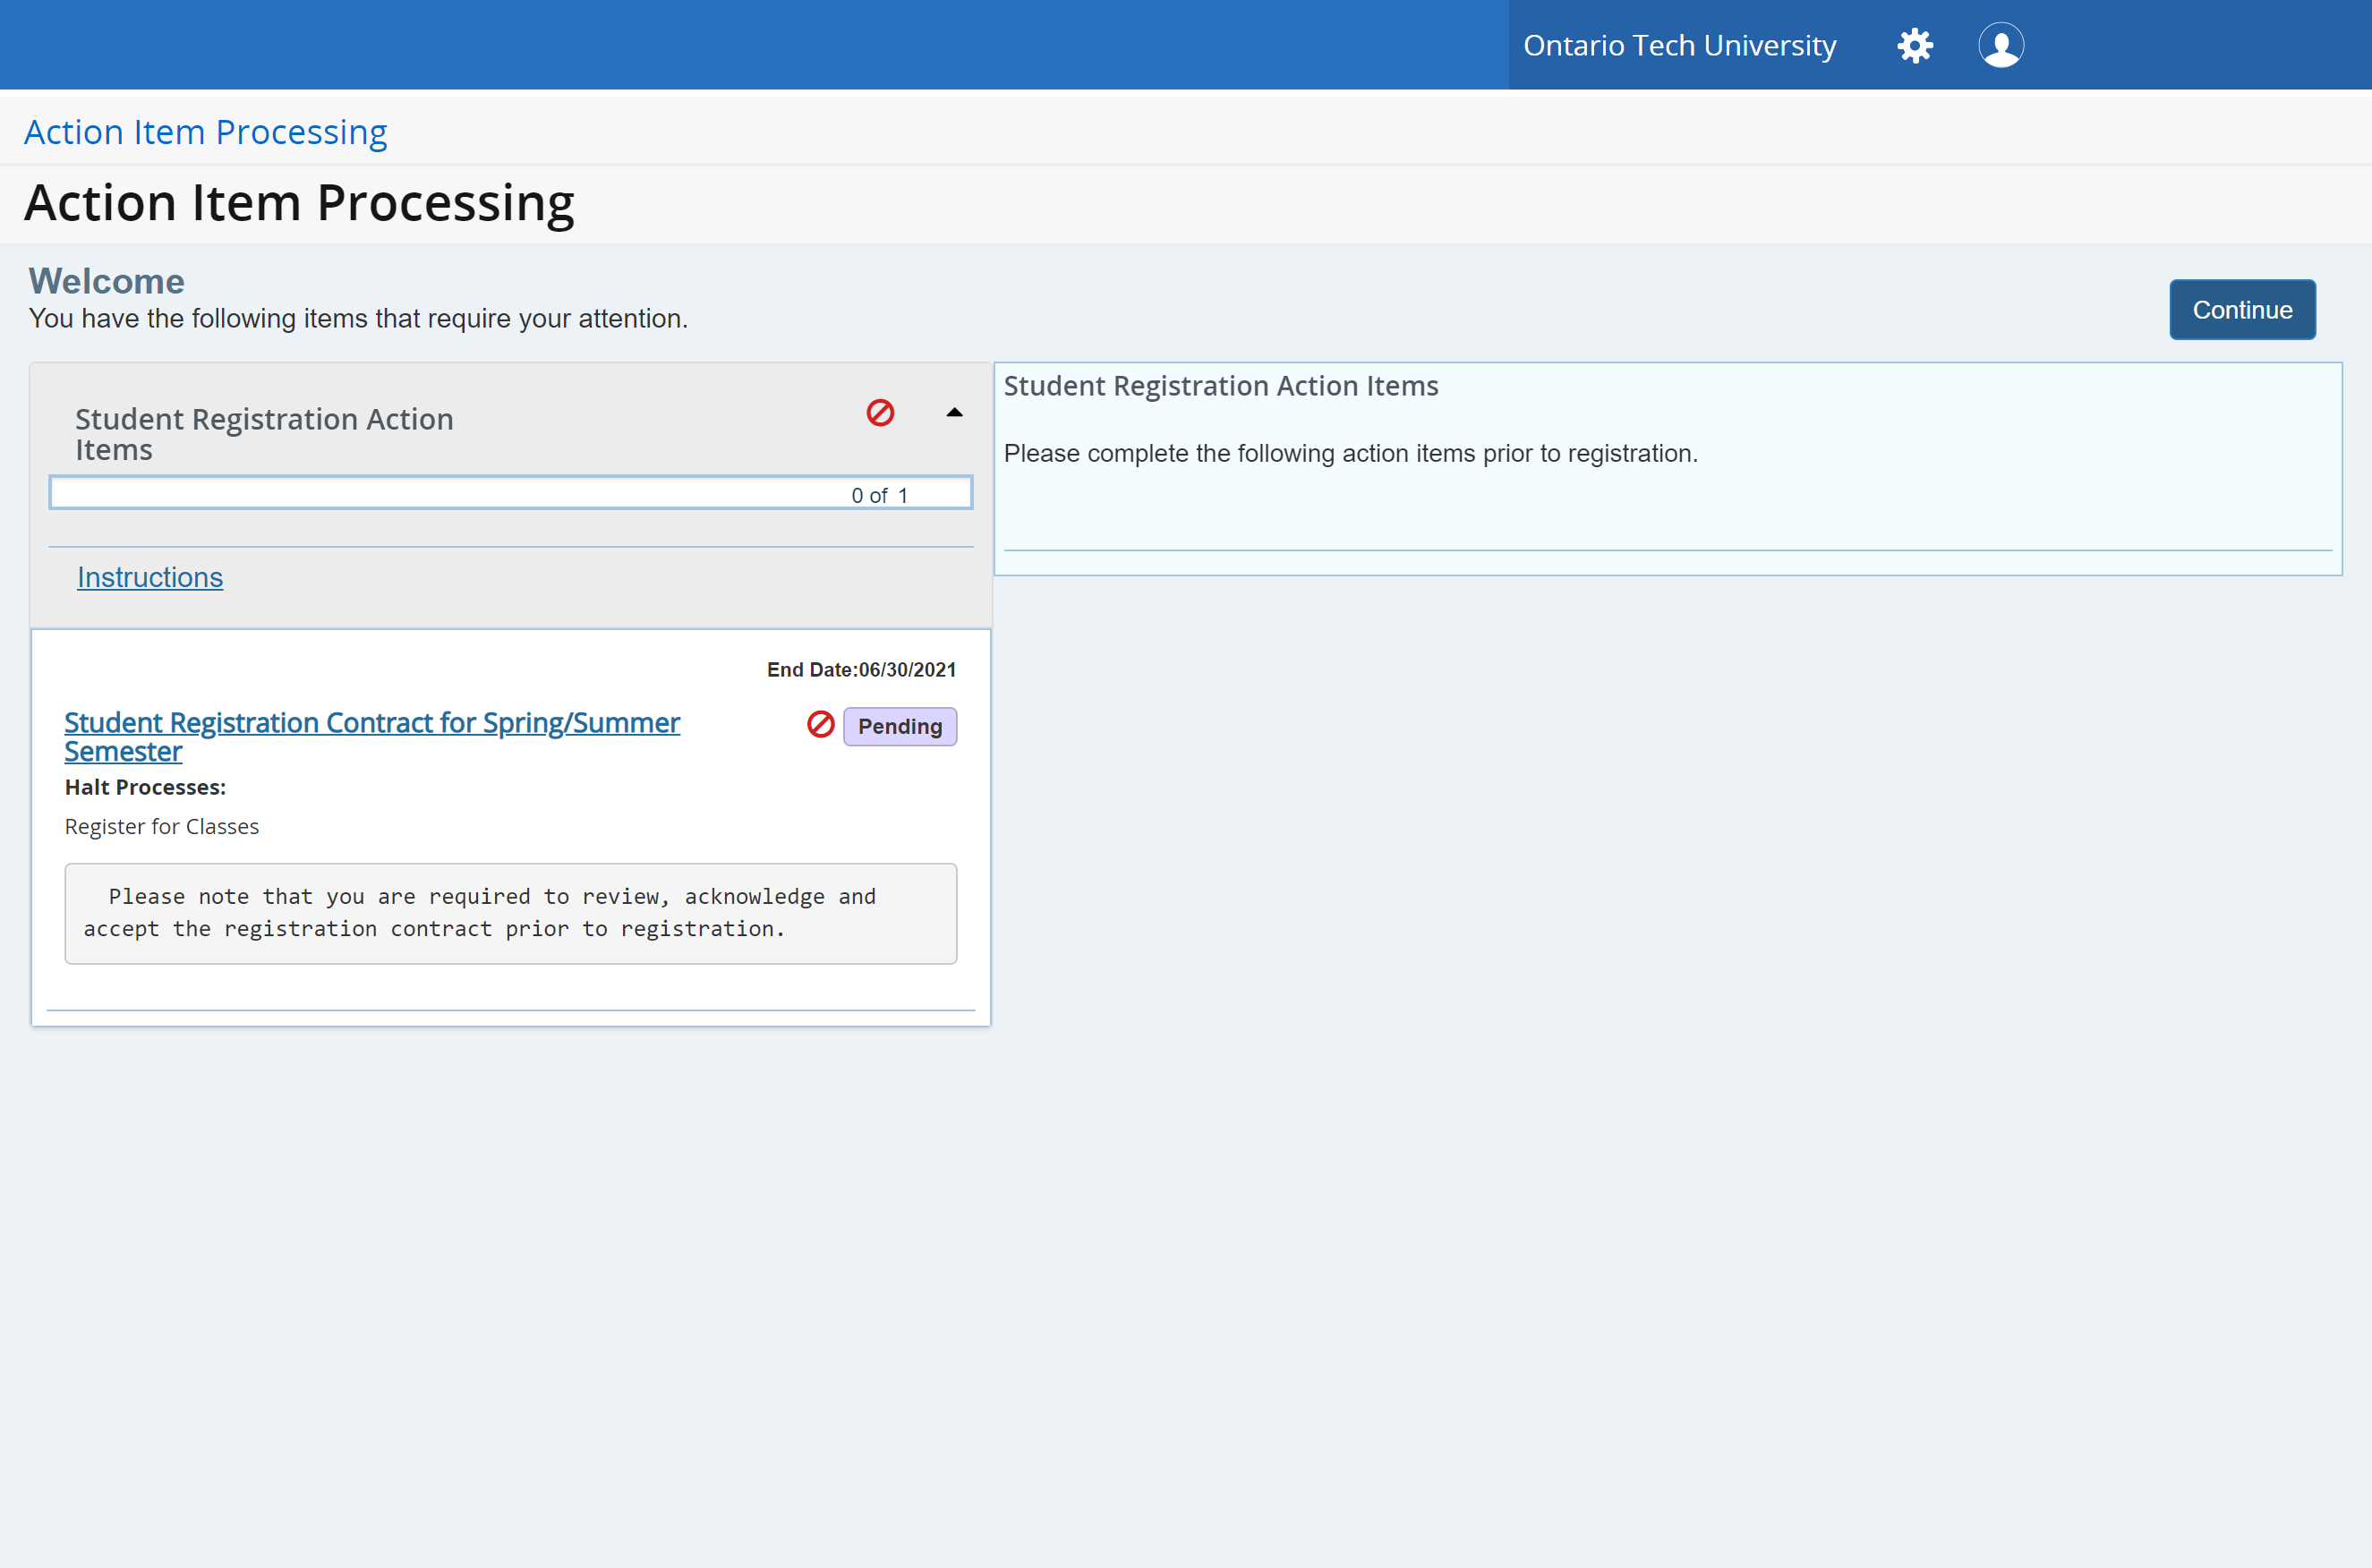 Ontario Tech University
Action Item Processing
Action Item Processing
Welcome
You have the following items that require your attention.
Continue
Student Registration Action
Items
0 of 1
Instructions
End Date:06/30/2021
Student Registration Contract for Spring/Summer
Semester
Pending
Halt Processes:
Register for Classes
Please note that you are required to review, acknowledge and
accept the registration contract prior to registration.
Student Registration Action Items
Please complete the following action items prior to registration.